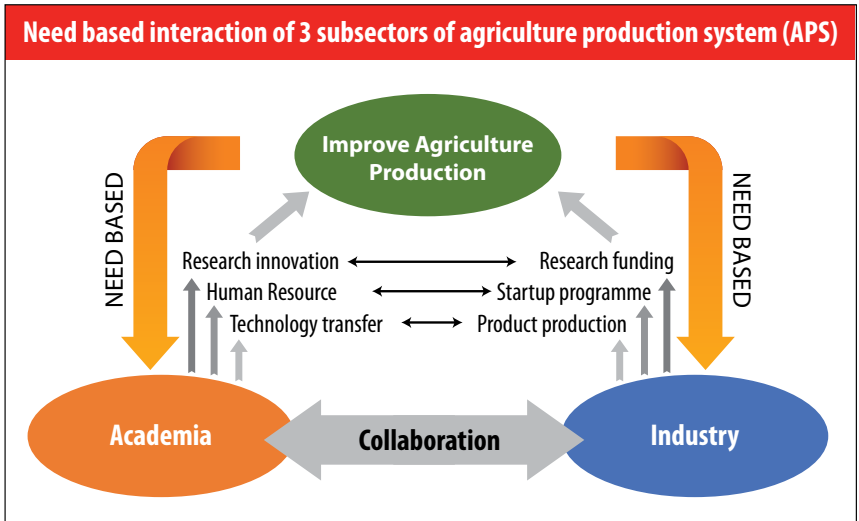 Need based interaction of 3 subsectors of agriculture production system (APS)
Improve Agriculture
Production
NEED BASED
NEED BASED
Research innovation
Research funding
Human Resource
Startup programme
Technology transfer
Product production
Academia
Collaboration
Industry